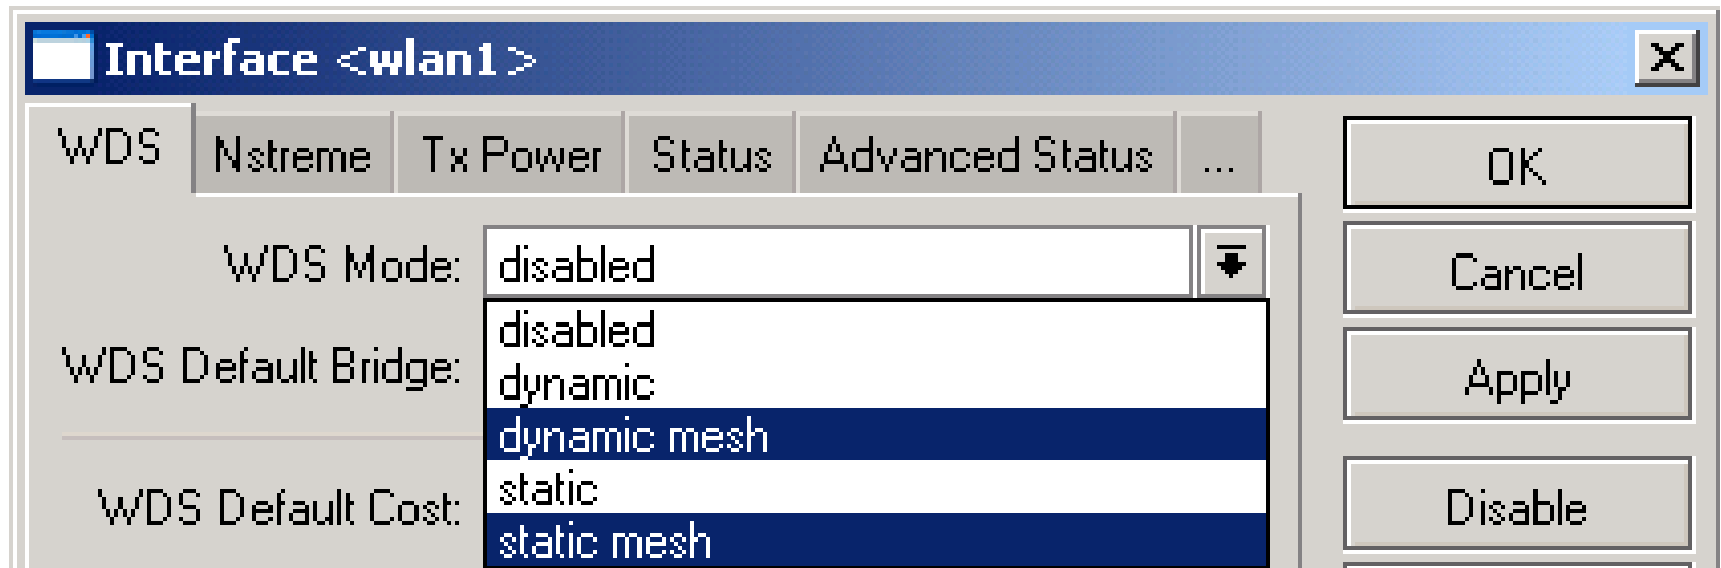 Interface <wlan1>
WDS Nstreme Tx Power Status Advanced Status ...
OK
WDS Mode: disabled
Cancel
disabled
WDS Default Bridge:
dynamic
Apply
dynamic mesh
WDS Default Cost:
static
Disable
static mesh